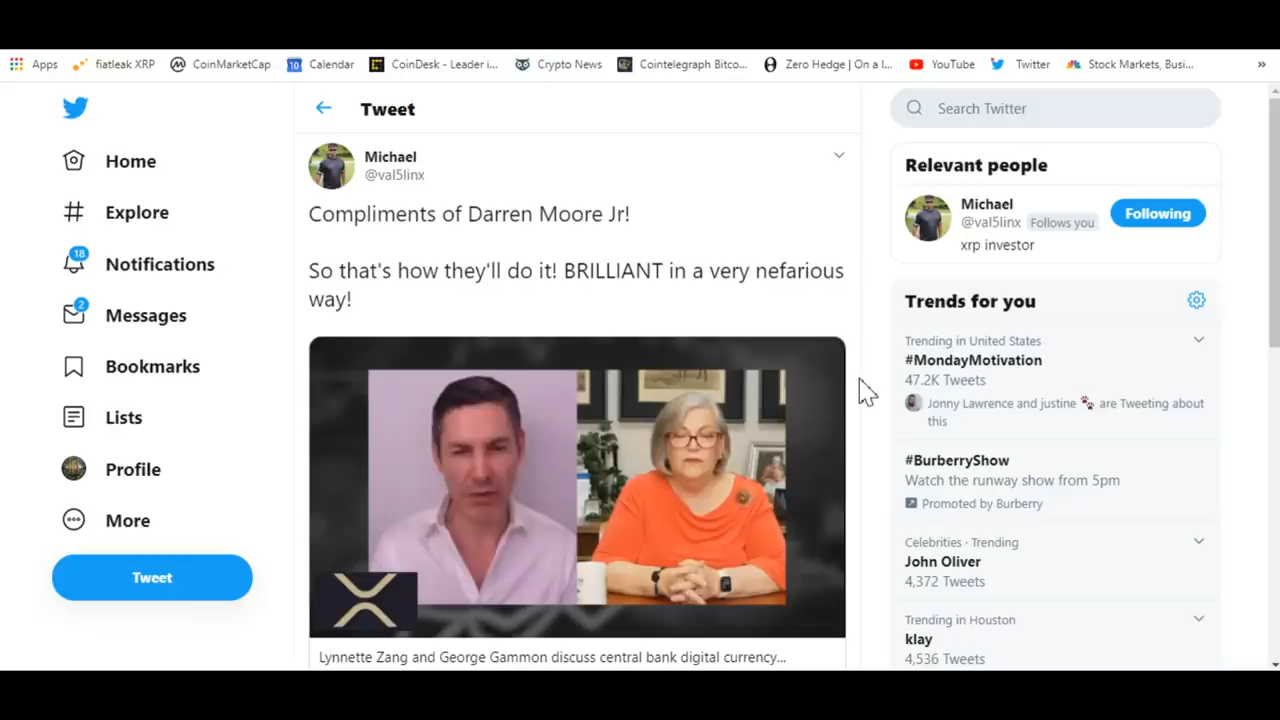 Apps
fiatleak XRP
CoinMarketCap
10
Calendar
CoinDesk - Leader i...
Crypto News
Cointelegraph Bitco...
Zero Hedge | On a l...
YouTube
Twitter
Stock Markets, Busi...
»
Home
Explore
18
Notifications
2
Messages
Bookmarks
Lists
Profile
More
Tweet
Tweet
Michael
@val5linx
Compliments of Darren Moore Jr!
So that's how they'll do it! BRILLIANT in a very nefarious
way!
Lynnette Zang and George Gammon discuss central bank digital currency...
Search Twitter
Relevant people
Michael
@val5linx Follows you
Following
xrp investor
Trends for you
Trending in United States
#MondayMotivation
47.2K Tweets
Jonny Lawrence and justine 🐾 are Tweeting about
this
#BurberryShow
Watch the runway show from 5pm
Promoted by Burberry
Celebrities · Trending
John Oliver
4,372 Tweets
Trending in Houston
klay
4,536 Tweets